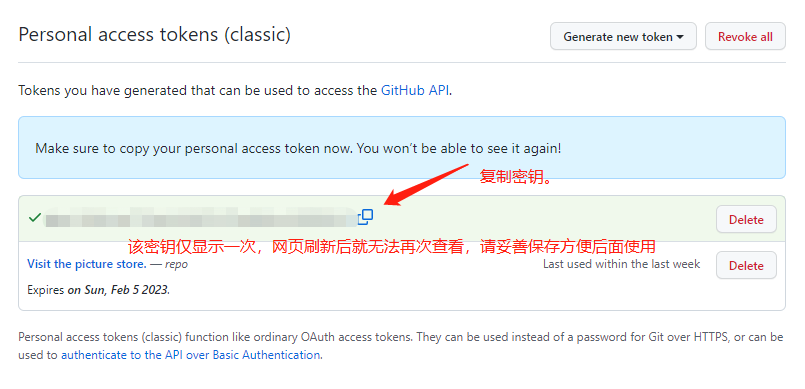 Personal access tokens (classic)
Generate new token
Revoke all
Tokens you have generated that can be used to access the GitHub API.
Make sure to copy your personal access token now. You won't be able to see it again!
复制密钥。
Delete
该密钥仅显示一次，网页刷新后就无法再次查看，请妥善保存方便后面使用
Visit the picture store. — repo
Last used within the last week
Delete
Expires on Sun, Feb 5 2023.
Personal access tokens (classic) function like ordinary OAuth access tokens. They can be used instead of a password for Git over HTTPS, or can be
used to authenticate to the API over Basic Authentication.